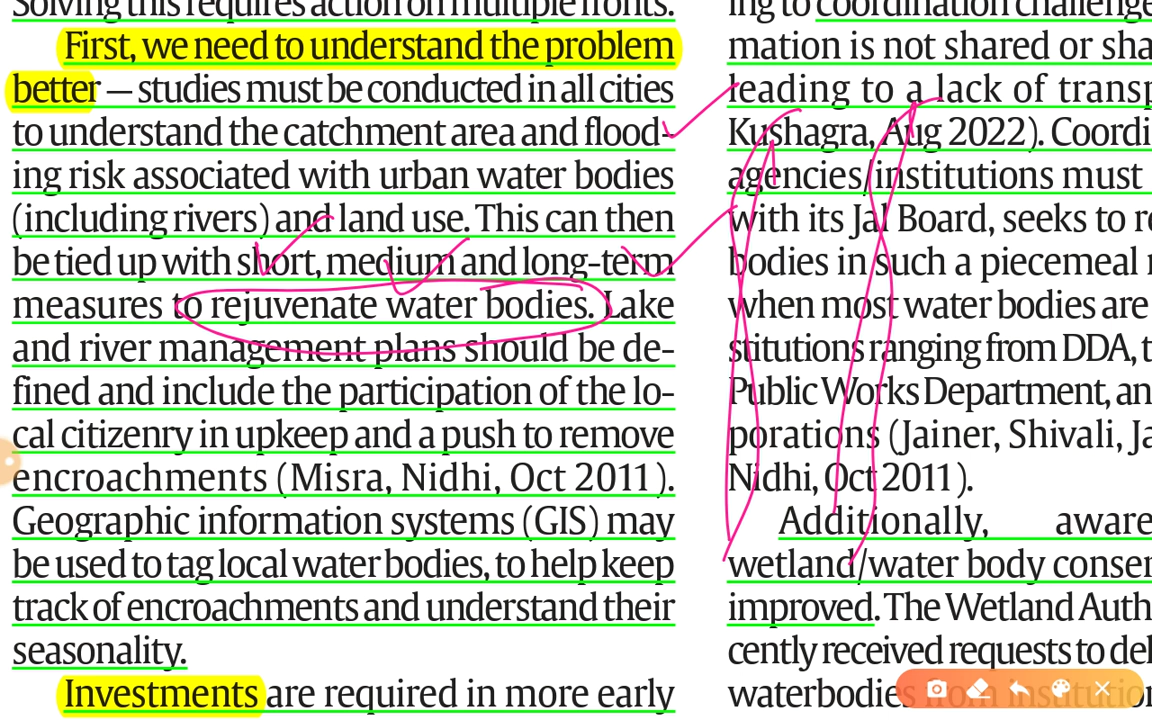 Solving this requires action on multiple fronts.
First, we need to understand the problem
better — studies must be conducted in all cities
to understand the catchment area and flood-
ing risk associated with urban water bodies
(including rivers) and land use. This can then
be tied up with short, medium and long-term
measures to rejuvenate water bodies. Lake
and river management plans should be de-
fined and include the participation of the lo-
cal citizenry in upkeep and a push to remove
encroachments (Misra, Nidhi, Oct 2011).
Geographic information systems (GIS) may
be used to tag local water bodies, to help keep
track of encroachments and understand their
seasonality.
Investments are required in more early
ing to coordination challenge
mation is not shared or sha
leading to a lack of transp
Kushagra, Aug 2022). Coordi
agencies/institutions must
with its Jal Board, seeks to re
bodies in such a piecemeal
when most water bodies are
stitutions ranging from DDA, t
Public Works Department, an
porations (Jainer, Shivali, Ja
Nidhi, Oct 2011).
Additionally, aware
wetland/water body conser
improved. The Wetland Auth
cently received requests to del
waterbodies from institution